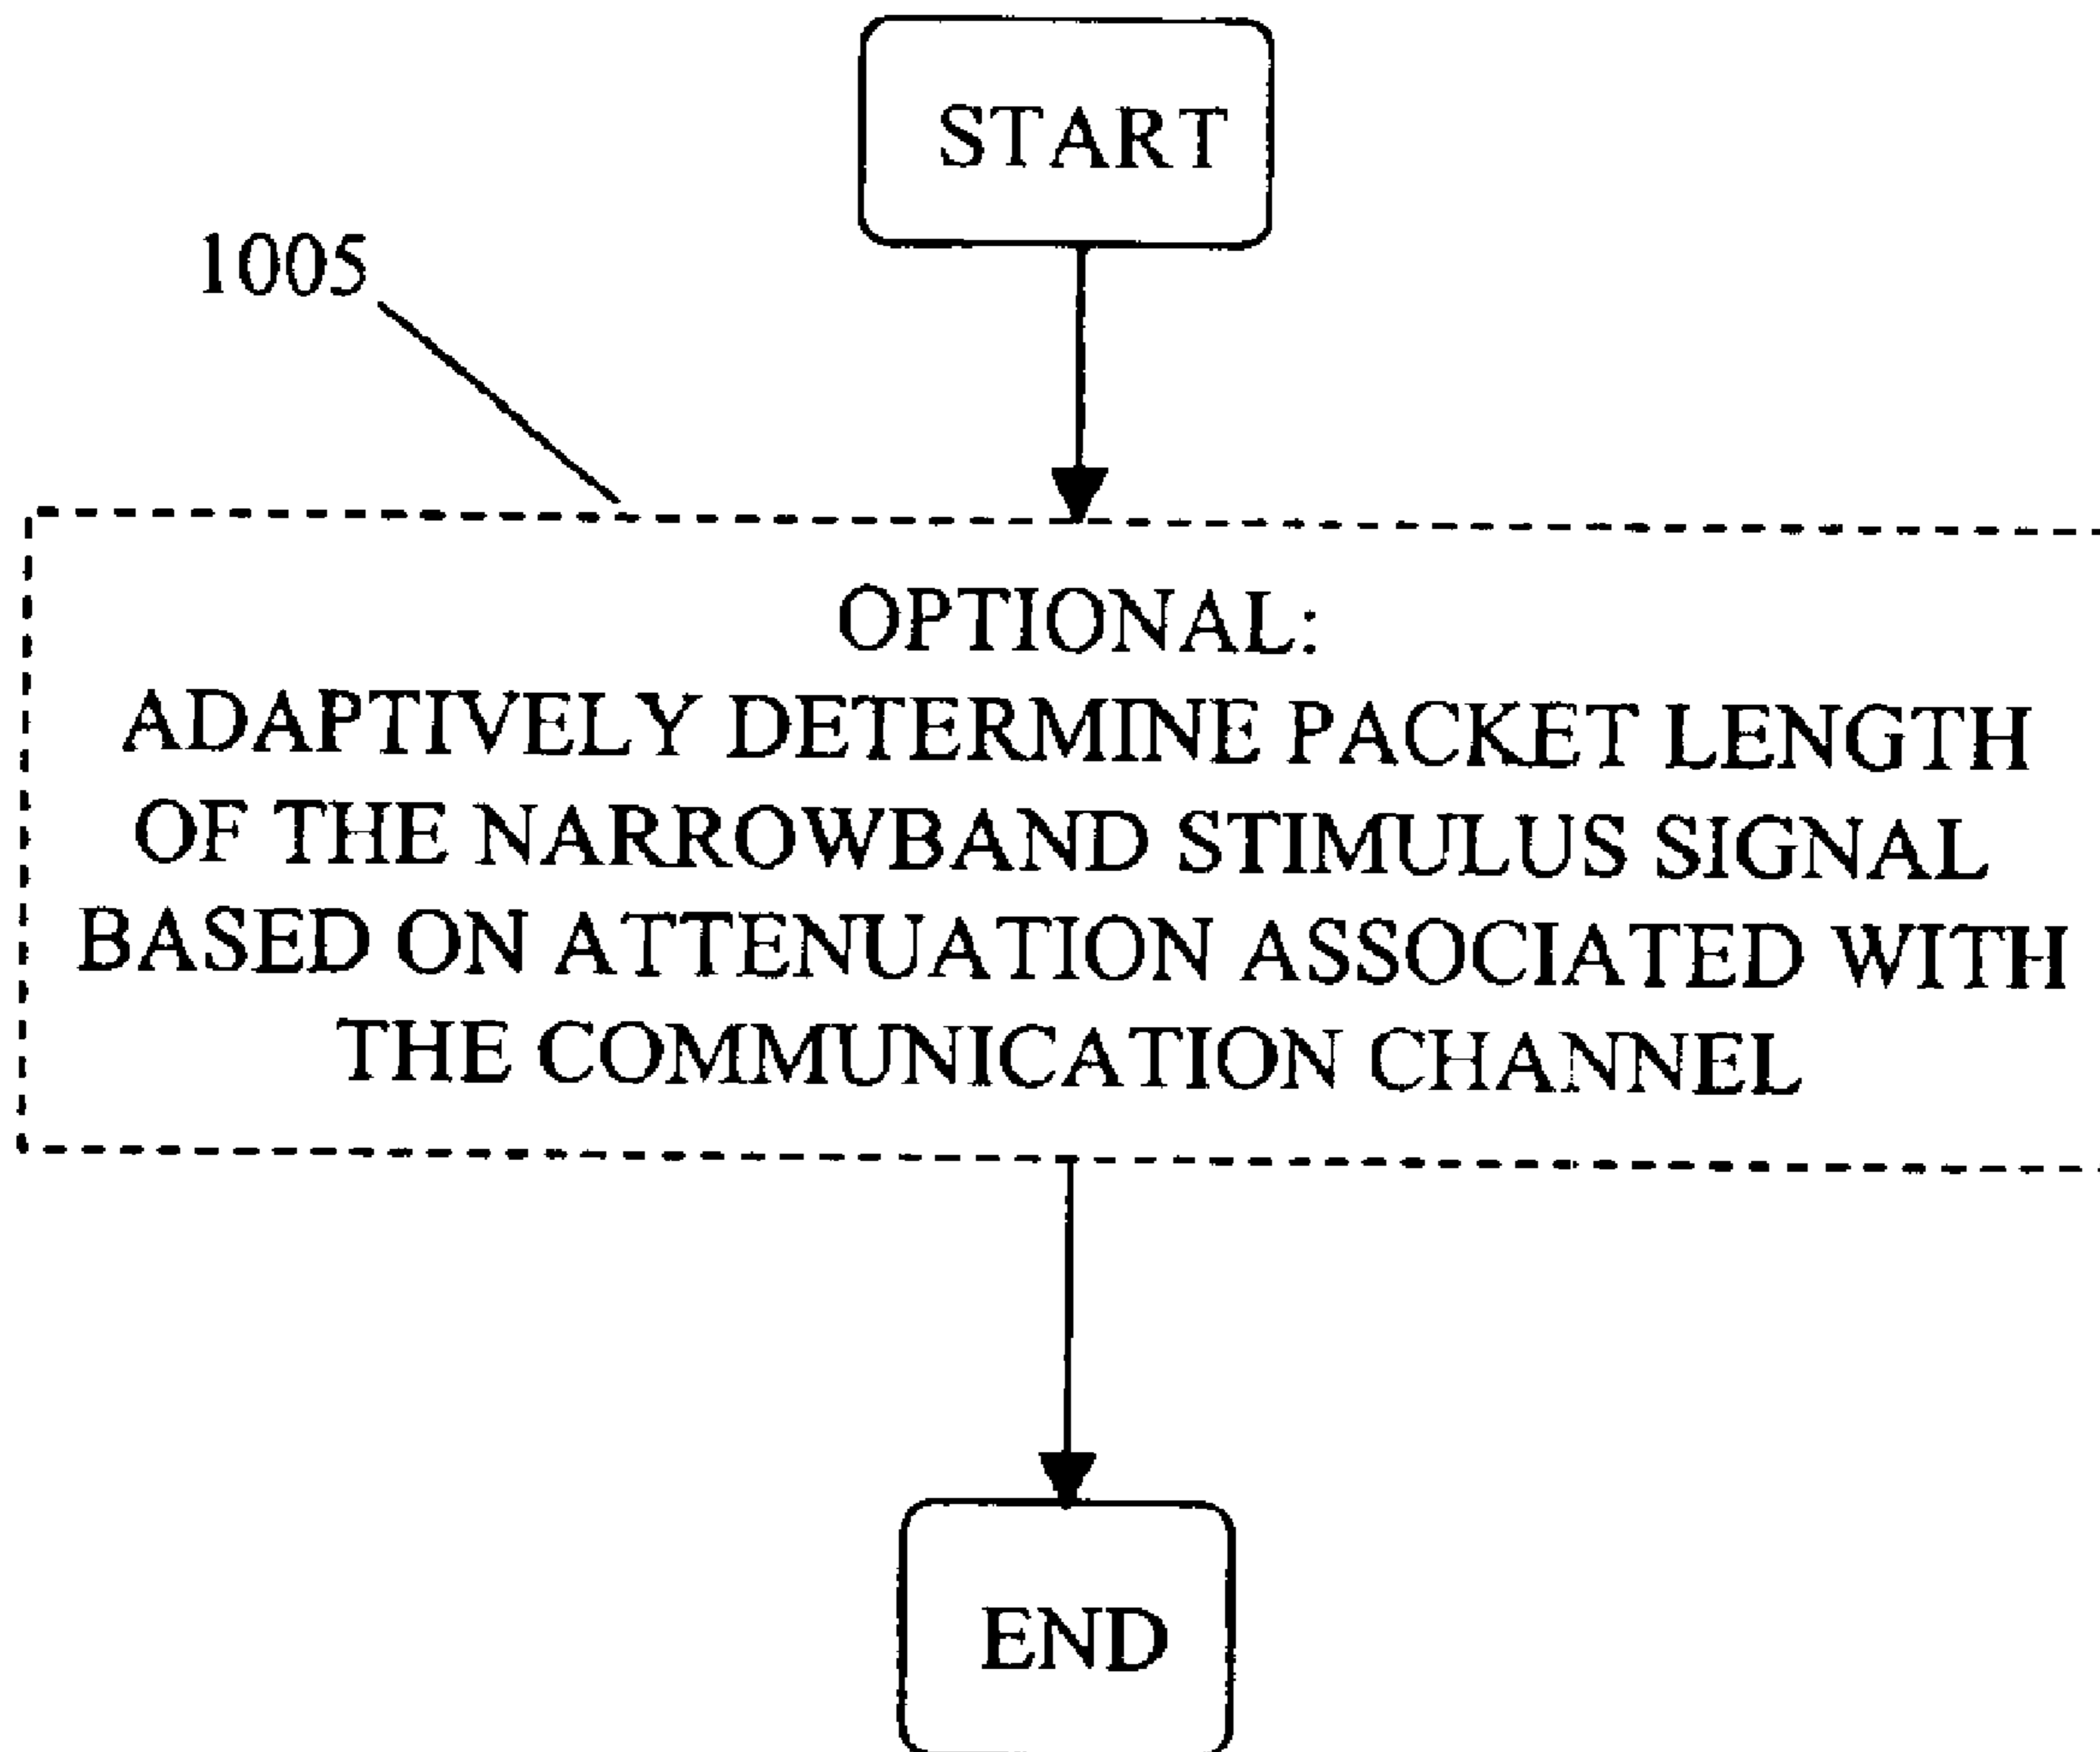 START
1005
OPTIONAL:
ADAPTIVELY DETERMINE PACKET LENGTH
OF THE NARROWBAND STIMULUS SIGNAL
BASED ON ATTENUATION ASSOCIATED WITH
THE COMMUNICATION CHANNEL
END